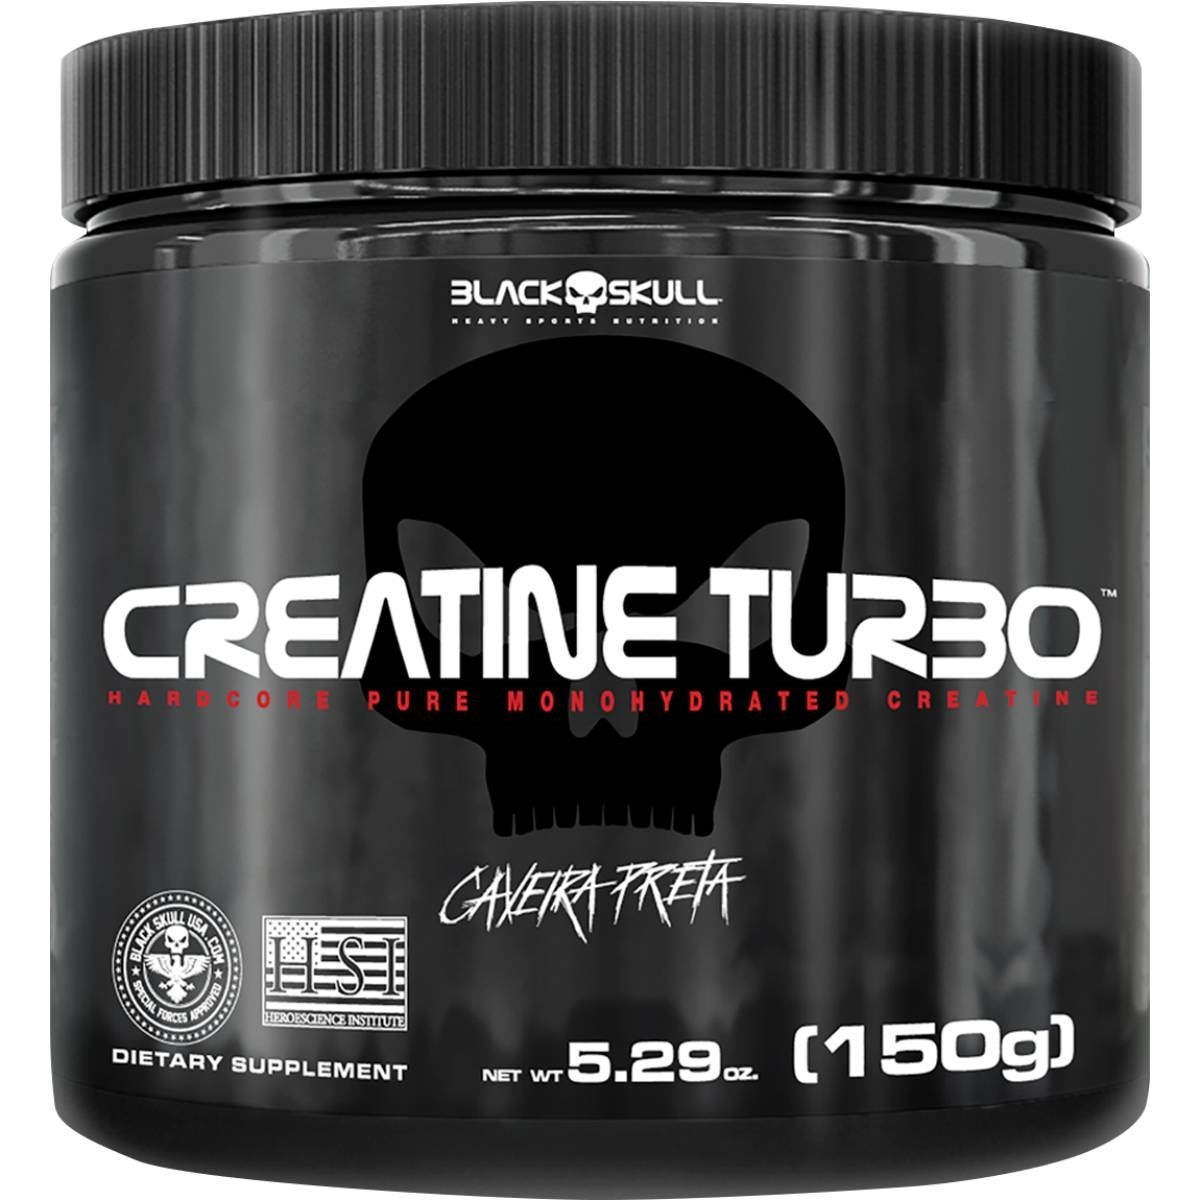 BLACK SKULL™
HEAVY SPORTS NUTRITION
CREATINE TURBO™
HARDCORE PURE MONOHYDRATED CREATINE
CAVEIRA PRETA
BLACK SKULL USA.COM
SPECIAL FORCES APPROVED
HSI
HEROESCIENCE INSTITUTE
DIETARY SUPPLEMENT
NET WT 5.29 oz. (150g)